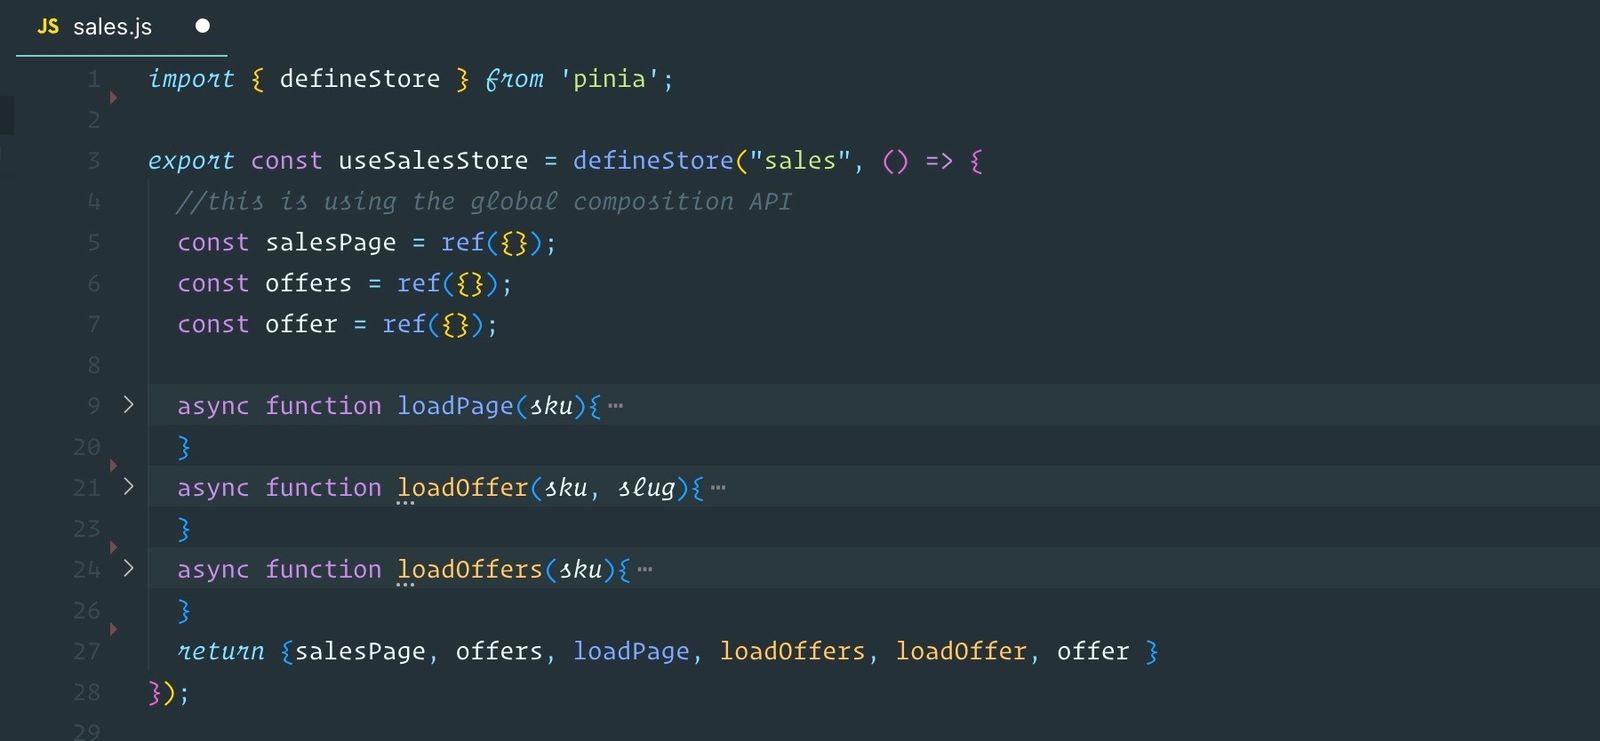 JS sales.js
1 import { defineStore } from 'pinia';
2
3 export const useSalesStore = defineStore("sales", () => {
4 //this is using the global composition API
5 const salesPage = ref({});
6 const offers = ref({});
7 const offer = ref({});
8
9 async function loadPage(sku){ ⋯
20 }
21 async function loadOffer(sku, slug){ ⋯
23 }
24 async function loadOffers(sku){ ⋯
26 }
27 return {salesPage, offers, loadPage, loadOffers, loadOffer, offer }
28 });
29